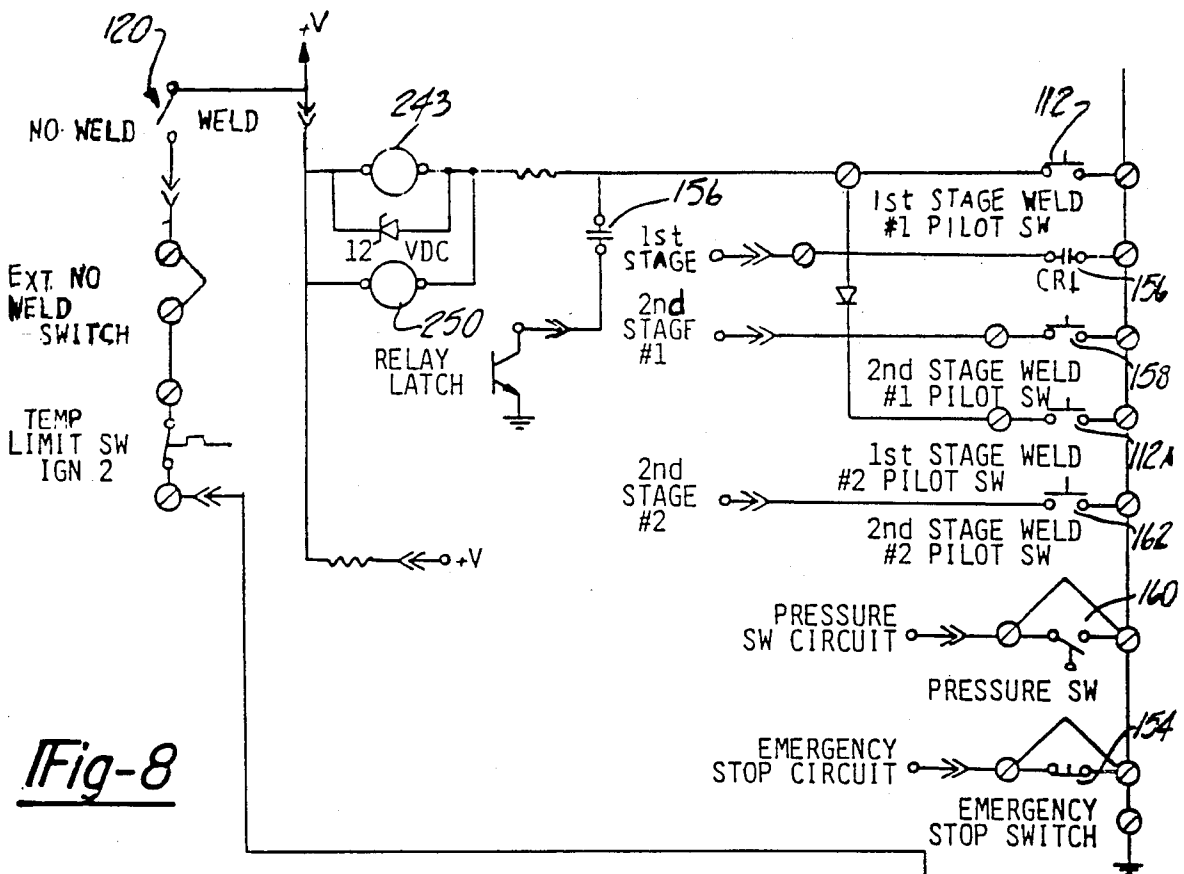 120
+V
NO WELD
WELD
243
112
156
1st STAGE WELD
#1 PILOT SW
1st
STAGE
12 VDC
CR1
156
EXT. NO
WELD
SWITCH
250
2nd
STAGE
#1
RELAY
LATCH
2nd STAGE WELD
#1 PILOT SW
158
TEMP
LIMIT SW
IGN 2
1st STAGE WELD
#2 PILOT SW
112A
2nd
STAGE
#2
2nd STAGE WELD
#2 PILOT SW
162
+V
160
PRESSURE
SW CIRCUIT
PRESSURE SW
154
EMERGENCY
STOP CIRCUIT
EMERGENCY
STOP SWITCH
Fig-8